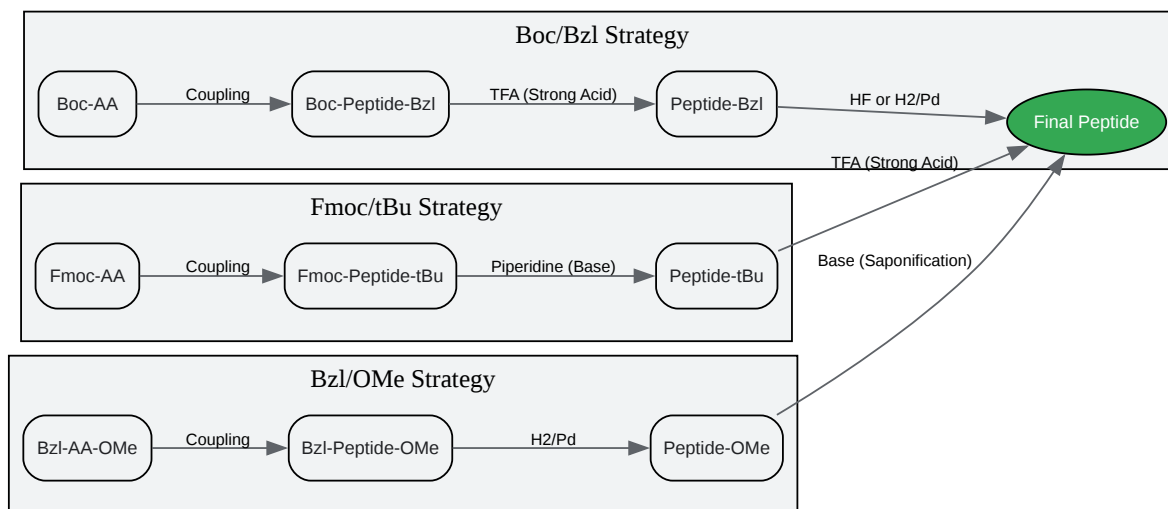 Boc/Bzl Strategy
Boc-AA
Coupling
Boc-Peptide-Bzl
TFA (Strong Acid)
Peptide-Bzl
HF or H2/Pd
Final Peptide
TFA (Strong Acid)
Fmoc/tBu Strategy
Fmoc-AA
Coupling
Fmoc-Peptide-tBu
Piperidine (Base)
Peptide-tBu
Base (Saponification)
Bzl/OMe Strategy
Bzl-AA-OMe
Coupling
Bzl-Peptide-OMe
H2/Pd
Peptide-OMe